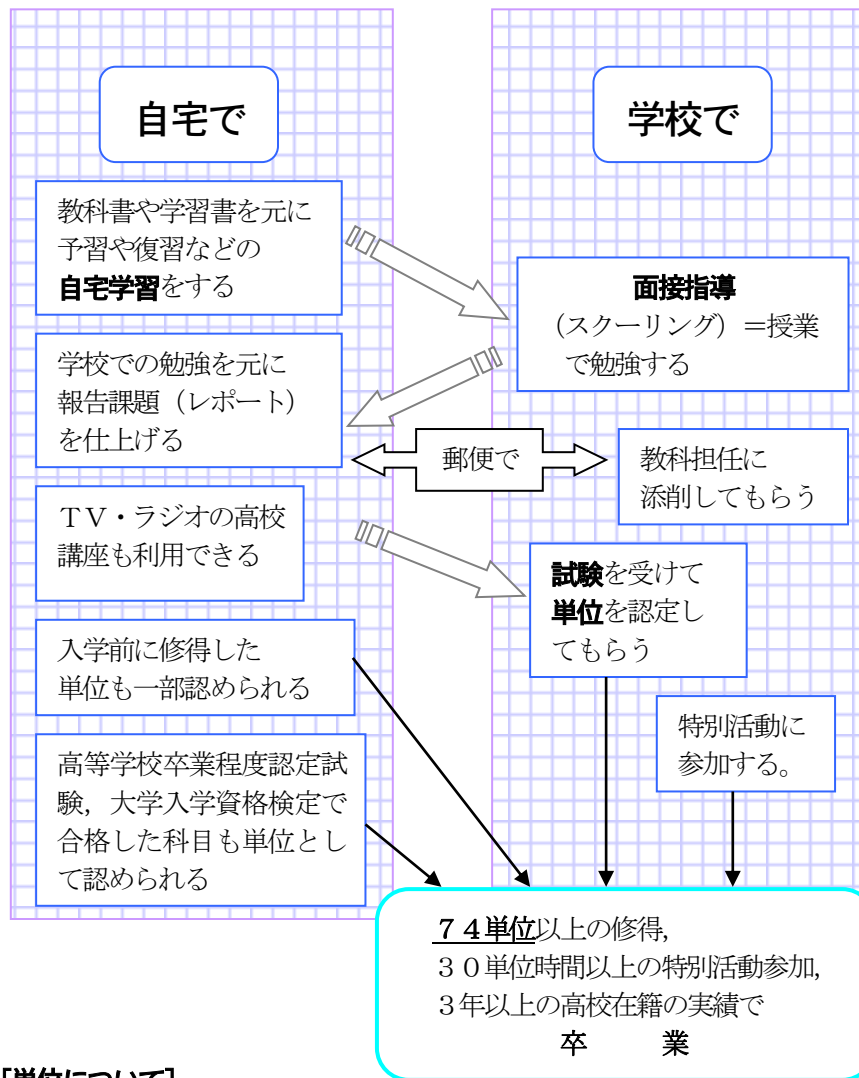 自宅で
教科書や学習書を元に
予習や復習などの
自宅学習をする
学校での勉強を元に
報告課題（レポート）
を仕上げる
ＴＶ・ラジオの高校
講座も利用できる
入学前に修得した
単位も一部認められる
高等学校卒業程度認定試
験，大学入学資格検定で
合格した科目も単位とし
て認められる
郵便で
学校で
面接指導
（スクーリング）＝授業
で勉強する
教科担任に
添削してもらう
試験を受けて
単位を認定し
てもらう
特別活動に
参加する。
７４単位以上の修得，
３０単位時間以上の特別活動参加，
３年以上の高校在籍の実績で
卒　業
［単位について］